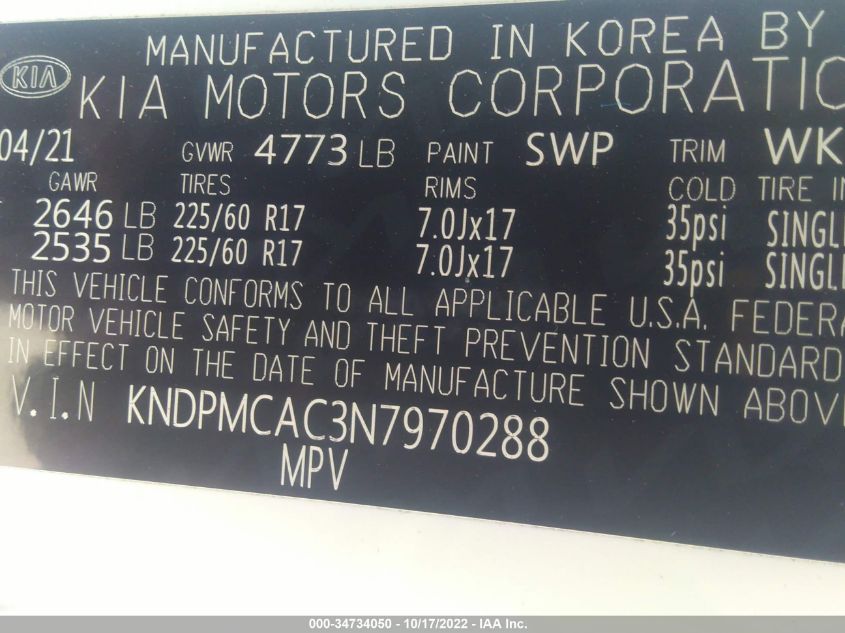 MANUFACTURED IN KOREA BY
KIA
KIA MOTORS CORPORATIO
04/21 GVWR 4773 LB PAINT SWP TRIM WK
GAWR TIRES RIMS COLD TIRE IN
2646 LB 225/60 R17 7.0Jx17 35psi SINGL
2535 LB 225/60 R17 7.0Jx17 35psi SINGL
THIS VEHICLE CONFORMS TO ALL APPLICABLE U.S.A. FEDERA
MOTOR VEHICLE SAFETY AND THEFT PREVENTION STANDARD
IN EFFECT ON THE DATE OF MANUFACTURE SHOWN ABOVE
V.I.N KNDPMCAC3N7970288
MPV
000-34734050 - 10/17/2022 - IAA Inc.